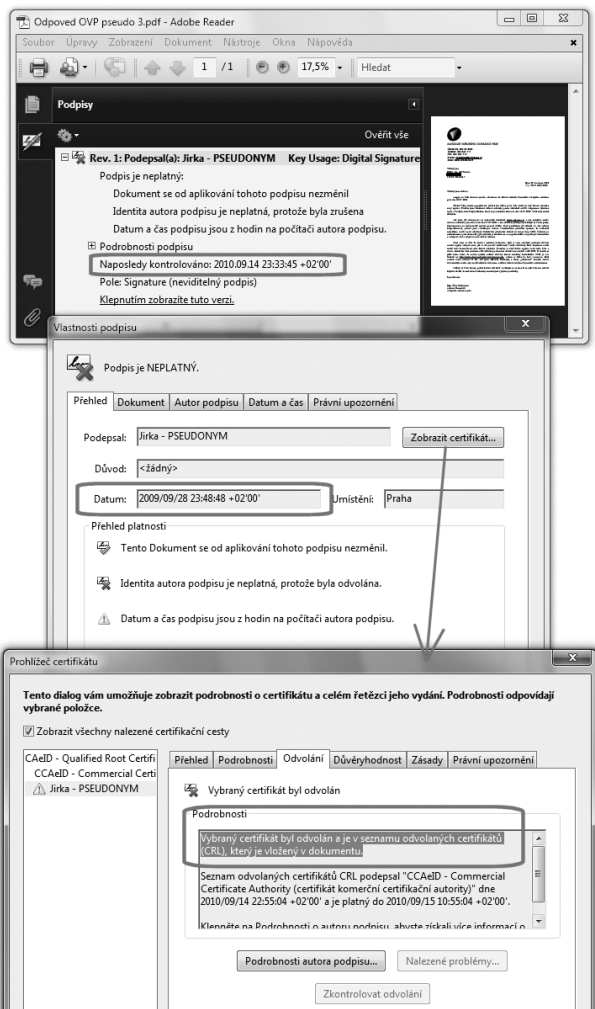 Odpoved OVP pseudo 3.pdf - Adobe Reader
Soubor Úpravy Zobrazení Dokument Nástroje Okna Nápověda
1 / 1 17,5% Hledat
Podpisy
Ověřit vše
Rev. 1: Podepsal(a): Jirka - PSEUDONYM Key Usage: Digital Signature
Podpis je neplatný:
Dokument se od aplikování tohoto podpisu nezměnil
Identita autora podpisu je neplatná, protože byla zrušena
Datum a čas podpisu jsou z hodin na počítači autora podpisu.
Podrobnosti podpisu
Naposledy kontrolováno: 2010.09.14 23:33:45 +02'00'
Pole: Signature (neviditelný podpis)
Klepnutím zobrazíte tuto verzi.
Vlastnosti podpisu
Podpis je NEPLATNÝ.
Přehled Dokument Autor podpisu Datum a čas Právní upozornění
Podepsal: Jirka - PSEUDONYM Zobrazit certifikát...
Důvod: <žádný>
Datum: 2009/09/28 23:48:48 +02'00' Umístění: Praha
Přehled platnosti
Tento Dokument se od aplikování tohoto podpisu nezměnil.
Identita autora podpisu je neplatná, protože byla odvolána.
Datum a čas podpisu jsou z hodin na počítači autora podpisu.
Prohlížeč certifikátu
Tento dialog vám umožňuje zobrazit podrobnosti o certifikátu a celém řetězci jeho vydání. Podrobnosti odpovídají
vybrané položce.
Zobrazit všechny nalezené certifikační cesty
CAeID - Qualified Root Certifi
CCAeID - Commercial Certi
Jirka - PSEUDONYM
Přehled Podrobnosti Odvolání Důvěryhodnost Zásady Právní upozornění
Vybraný certifikát byl odvolán
Podrobnosti
Vybraný certifikát byl odvolán a je v seznamu odvolaných certifikátů
(CRL), který je vložený v dokumentu.
Seznam odvolaných certifikátů CRL podepsal "CCAeID - Commercial
Certificate Authority (certifikát komerční certifikační autority)" dne
2010/09/14 22:55:04 +02'00' a je platný do 2010/09/15 10:55:04 +02'00'.
Klepněte na Podrobnosti o autoru podpisu, abyste získali více informací o
Podrobnosti autora podpisu... Nalezené problémy...
Zkontrolovat odvolání